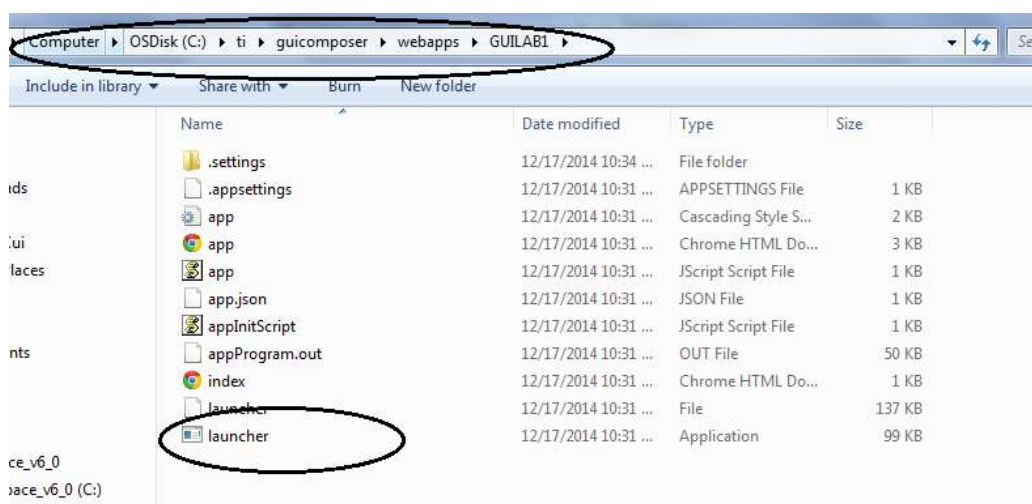 Computer ▸ OSDisk (C:) ▸ ti ▸ guicomposer ▸ webapps ▸ GUILAB1 ▸ Se
Include in library Share with Burn New folder
Name Date modified Type Size
.settings 12/17/2014 10:34 ... File folder
ds .appsettings 12/17/2014 10:31 ... APPSETTINGS File 1 KB
app 12/17/2014 10:31 ... Cascading Style S... 2 KB
ui app 12/17/2014 10:31 ... Chrome HTML Do... 3 KB
laces app 12/17/2014 10:31 ... JScript Script File 1 KB
app.json 12/17/2014 10:31 ... JSON File 1 KB
appInitScript 12/17/2014 10:31 ... JScript Script File 1 KB
nts appProgram.out 12/17/2014 10:31 ... OUT File 50 KB
index 12/17/2014 10:31 ... Chrome HTML Do... 1 KB
launcher 12/17/2014 10:31 ... File 137 KB
launcher 12/17/2014 10:31 ... Application 99 KB
ce_v6_0
pace_v6_0 (C:)